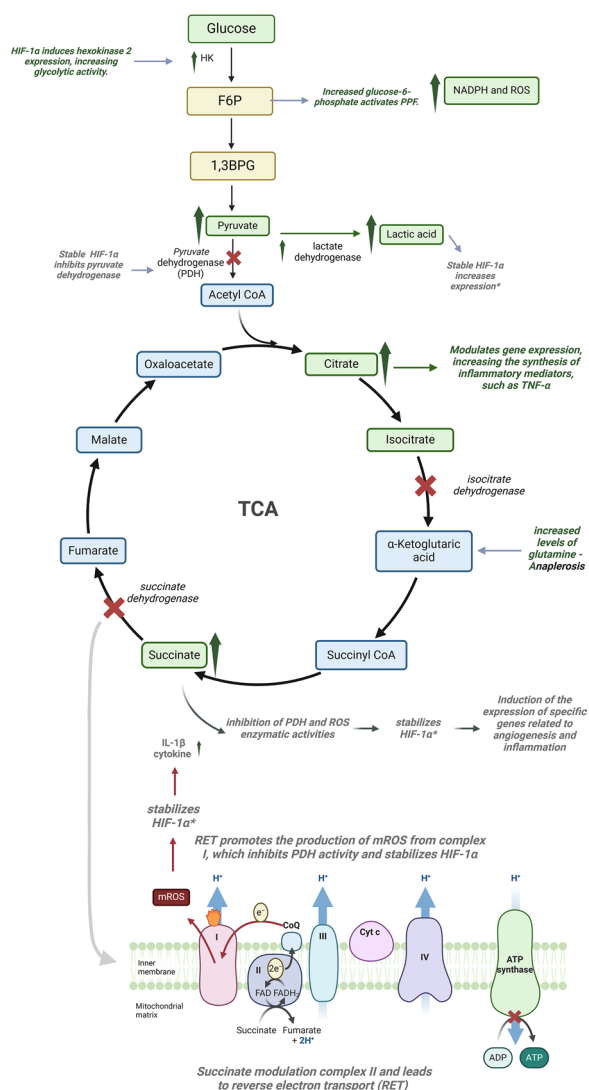 Glucose
HIF-1α induces hexokinase 2
expression, increasing
glycolytic activity.
HK
F6P
Increased glucose-6-
phosphate activates PPF.
NADPH and ROS
1,3BPG
Pyruvate
Lactic acid
lactate
dehydrogenase
Stable HIF-1α
inhibits pyruvate
dehydrogenase
Pyruvate
dehydrogenase
(PDH)
Stable HIF-1α
increases
expression*
Acetyl CoA
Oxaloacetate
Citrate
Modulates gene expression,
increasing the synthesis of
inflammatory mediators,
such as TNF-α
Malate
Isocitrate
isocitrate
dehydrogenase
TCA
Fumarate
α-Ketoglutaric
acid
increased
levels of
glutamine -
Anaplerosis
succinate
dehydrogenase
Succinate
Succinyl CoA
inhibition of PDH and ROS
enzymatic activities
stabilizes
HIF-1α*
Induction of the
expression of specific
genes related to
angiogenesis and
inflammation
IL-1β
cytokine
stabilizes
HIF-1α*
RET promotes the production of mROS from complex
I, which inhibits PDH activity and stabilizes HIF-1α
mROS
H⁺
H⁺
H⁺
H⁺
e⁻
CoQ
I
III
Cyt c
IV
ATP
synthase
II
2e⁻
FAD FADH₂
Inner
membrane
Mitochondrial
matrix
Succinate
Fumarate
+ 2H⁺
ADP
ATP
Succinate modulation complex II and leads
to reverse electron transport (RET)